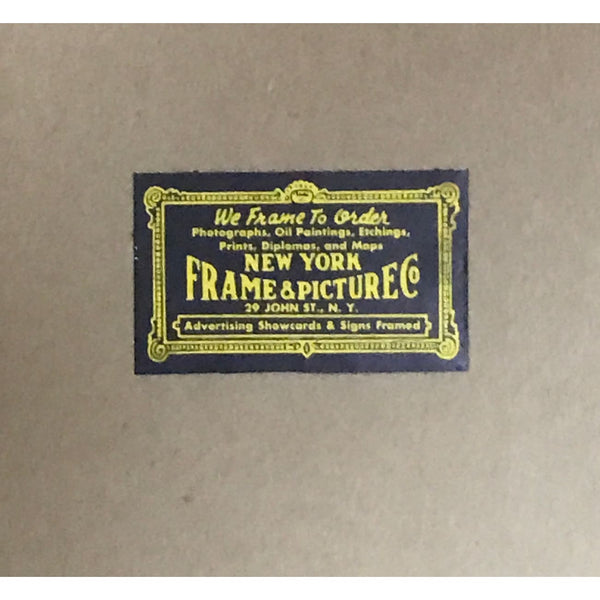 We Frame To Order
Photographs, Oil Paintings, Etchings,
Prints, Diplomas, and Maps
NEW YORK
FRAME & PICTURE Co
29 JOHN ST., N. Y.
Advertising Showcards & Signs Framed